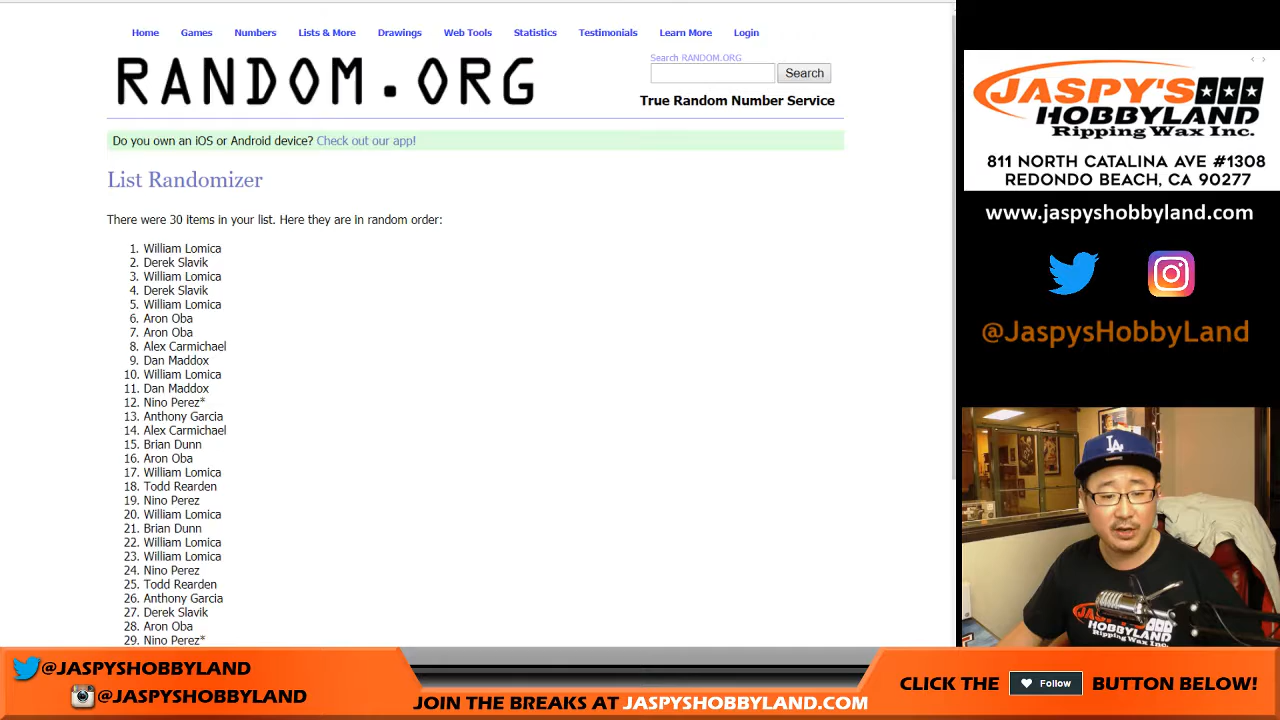 Home Games Numbers Lists & More Drawings Web Tools Statistics Testimonials Learn More Login
RANDOM.ORG
Search RANDOM.ORG
Search
True Random Number Service
Do you own an iOS or Android device? Check out our app!
List Randomizer
There were 30 items in your list. Here they are in random order:
1. William Lomica
2. Derek Slavik
3. William Lomica
4. Derek Slavik
5. William Lomica
6. Aron Oba
7. Aron Oba
8. Alex Carmichael
9. Dan Maddox
10. William Lomica
11. Dan Maddox
12. Nino Perez*
13. Anthony Garcia
14. Alex Carmichael
15. Brian Dunn
16. Aron Oba
17. William Lomica
18. Todd Rearden
19. Nino Perez
20. William Lomica
21. Brian Dunn
22. William Lomica
23. William Lomica
24. Nino Perez
25. Todd Rearden
26. Anthony Garcia
27. Derek Slavik
28. Aron Oba
29. Nino Perez*
JASPY'S
HOBBYLAND
Ripping Wax Inc.
811 NORTH CATALINA AVE #1308
REDONDO BEACH, CA 90277
www.jaspyshobbyland.com
@JaspysHobbyLand
LA
JASPY'S
HOBBYLAND
Ripping Wax Inc.
@JASPYSHOBBYLAND
@JASPYSHOBBYLAND
JOIN THE BREAKS AT JASPYSHOBBYLAND.COM
CLICK THE Follow BUTTON BELOW!